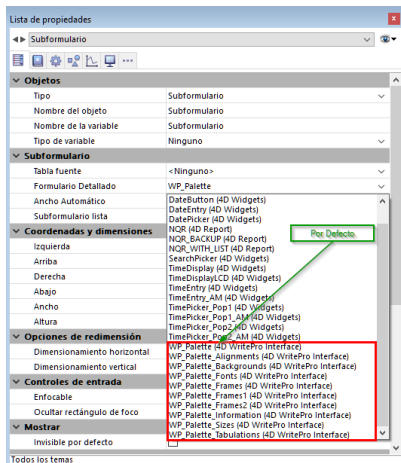 Lista de propiedades
Subformulario
Objetos
Tipo Subformulario
Nombre del objeto Subformulario
Nombre de la variable Subformulario
Tipo de variable Ninguno
Subformulario
Tabla fuente <Ninguno>
Formulario Detallado WP_Palette
Ancho Automático
Subformulario lista
Coordenadas y dimensiones
Izquierda
Arriba
Derecha
Abajo
Ancho
Altura
Opciones de redimensión
Dimensionamiento horizontal
Dimensionamiento vertical
Controles de entrada
Enfocable
Ocultar rectángulo de foco
Mostrar
Invisible por defecto
Todos los temas
DateButton (4D Widgets)
DateEntry (4D Widgets)
DatePicker (4D Widgets)
NQR (4D Report)
NQR_BACKUP (4D Report)
NQR_WITH_LIST (4D Report)
SearchPicker (4D Widgets)
TimeDisplay (4D Widgets)
TimeDisplayLCD (4D Widgets)
TimeEntry (4D Widgets)
TimeEntry_AM (4D Widgets)
TimePicker_Pop1 (4D Widgets)
TimePicker_Pop1_AM (4D Widgets)
TimePicker_Pop2 (4D Widgets)
TimePicker_Pop2_AM (4D Widgets)
WP_Palette (4D WritePro Interface)
WP_Palette_Alignments (4D WritePro Interface)
WP_Palette_Backgrounds (4D WritePro Interface)
WP_Palette_Fonts (4D WritePro Interface)
WP_Palette_Frames (4D WritePro Interface)
WP_Palette_Frames1 (4D WritePro Interface)
WP_Palette_Frames2 (4D WritePro Interface)
WP_Palette_Information (4D WritePro Interface)
WP_Palette_Sizes (4D WritePro Interface)
WP_Palette_Tabulations (4D WritePro Interface)
Por Defecto